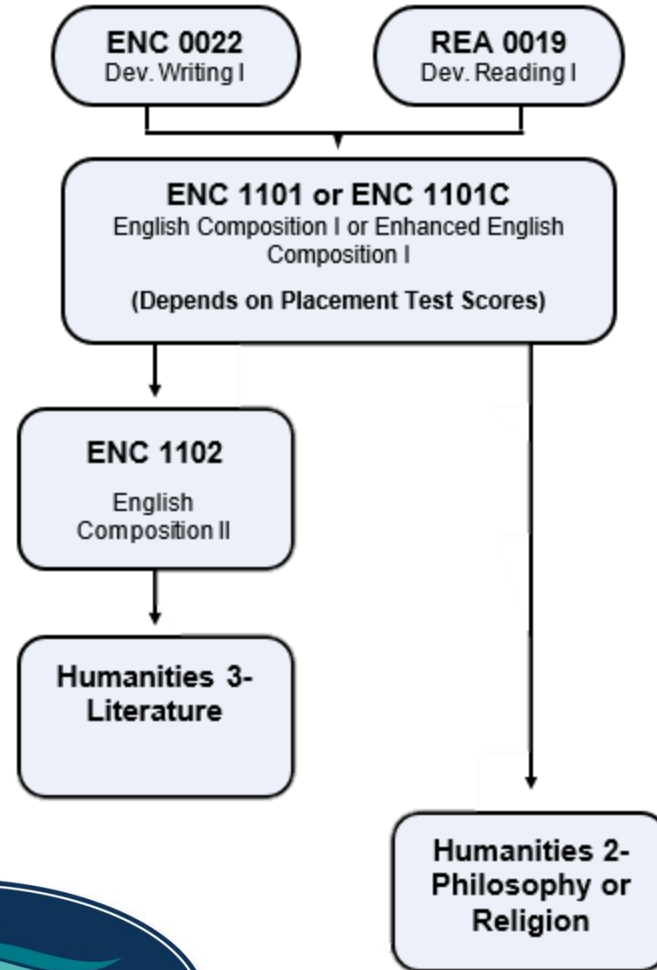 ENC 0022
Dev. Writing I
REA 0019
Dev. Reading I
ENC 1101 or ENC 1101C
English Composition I or Enhanced English
Composition I
(Depends on Placement Test Scores)
ENC 1102
English
Composition II
Humanities 3-
Literature
Humanities 2-
Philosophy or
Religion